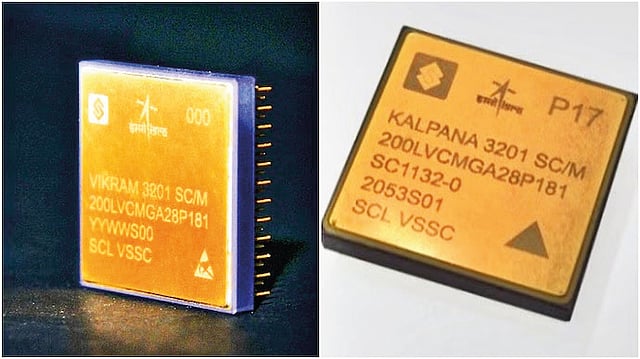 000
VIKRAM 3201 SC/M
200LVCMGA28P181
YYWWS00
SCL VSSC
P17
KALPANA 3201 SC/M
200LVCMGA28P181
SC1132-0
2053S01
SCL VSSC